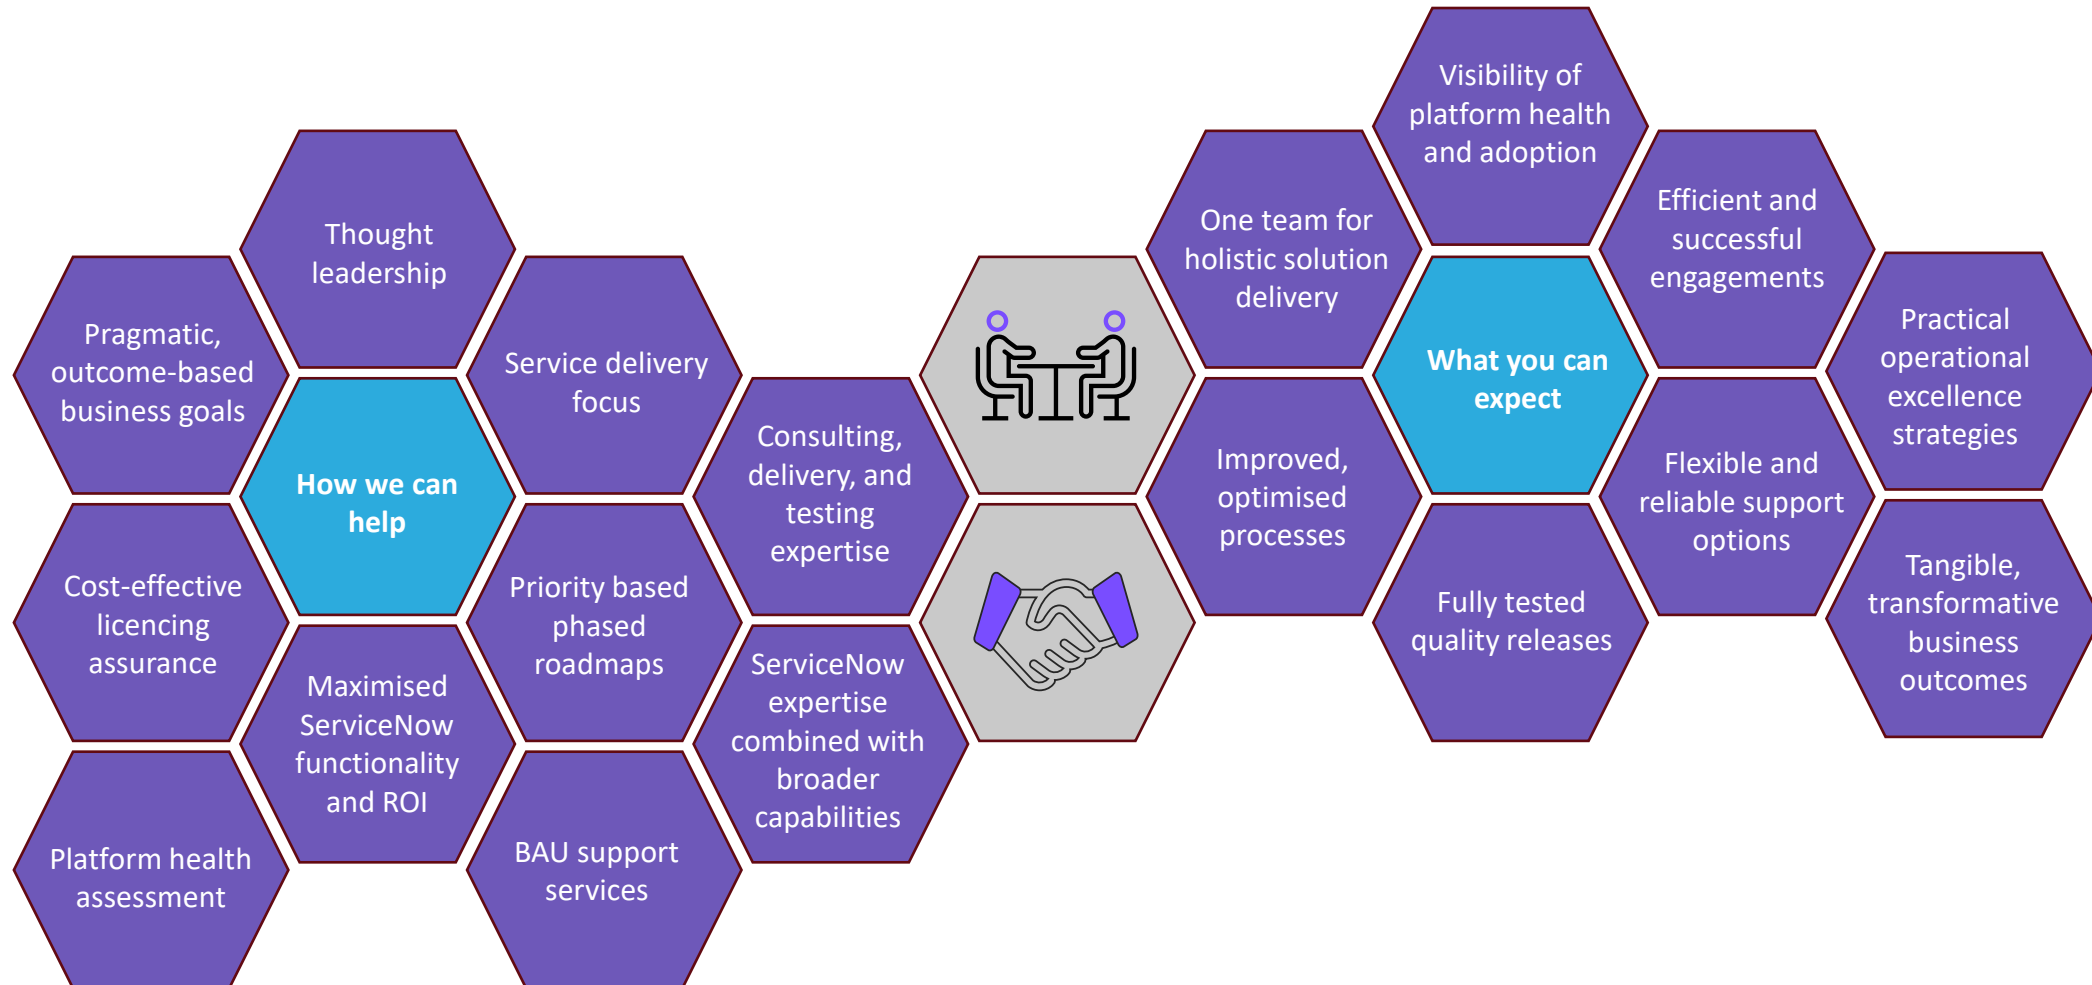 Thought
leadership
Pragmatic,
outcome-based
business goals
Service delivery
focus
How we can
help
Consulting,
delivery, and
testing
expertise
Cost-effective
licencing
assurance
Priority based
phased
roadmaps
Maximised
ServiceNow
functionality
and ROI
ServiceNow
expertise
combined with
broader
capabilities
Platform health
assessment
BAU support
services
Visibility of
platform health
and adoption
One team for
holistic solution
delivery
Efficient and
successful
engagements
What you can
expect
Practical
operational
excellence
strategies
Improved,
optimised
processes
Flexible and
reliable support
options
Fully tested
quality releases
Tangible,
transformative
business
outcomes